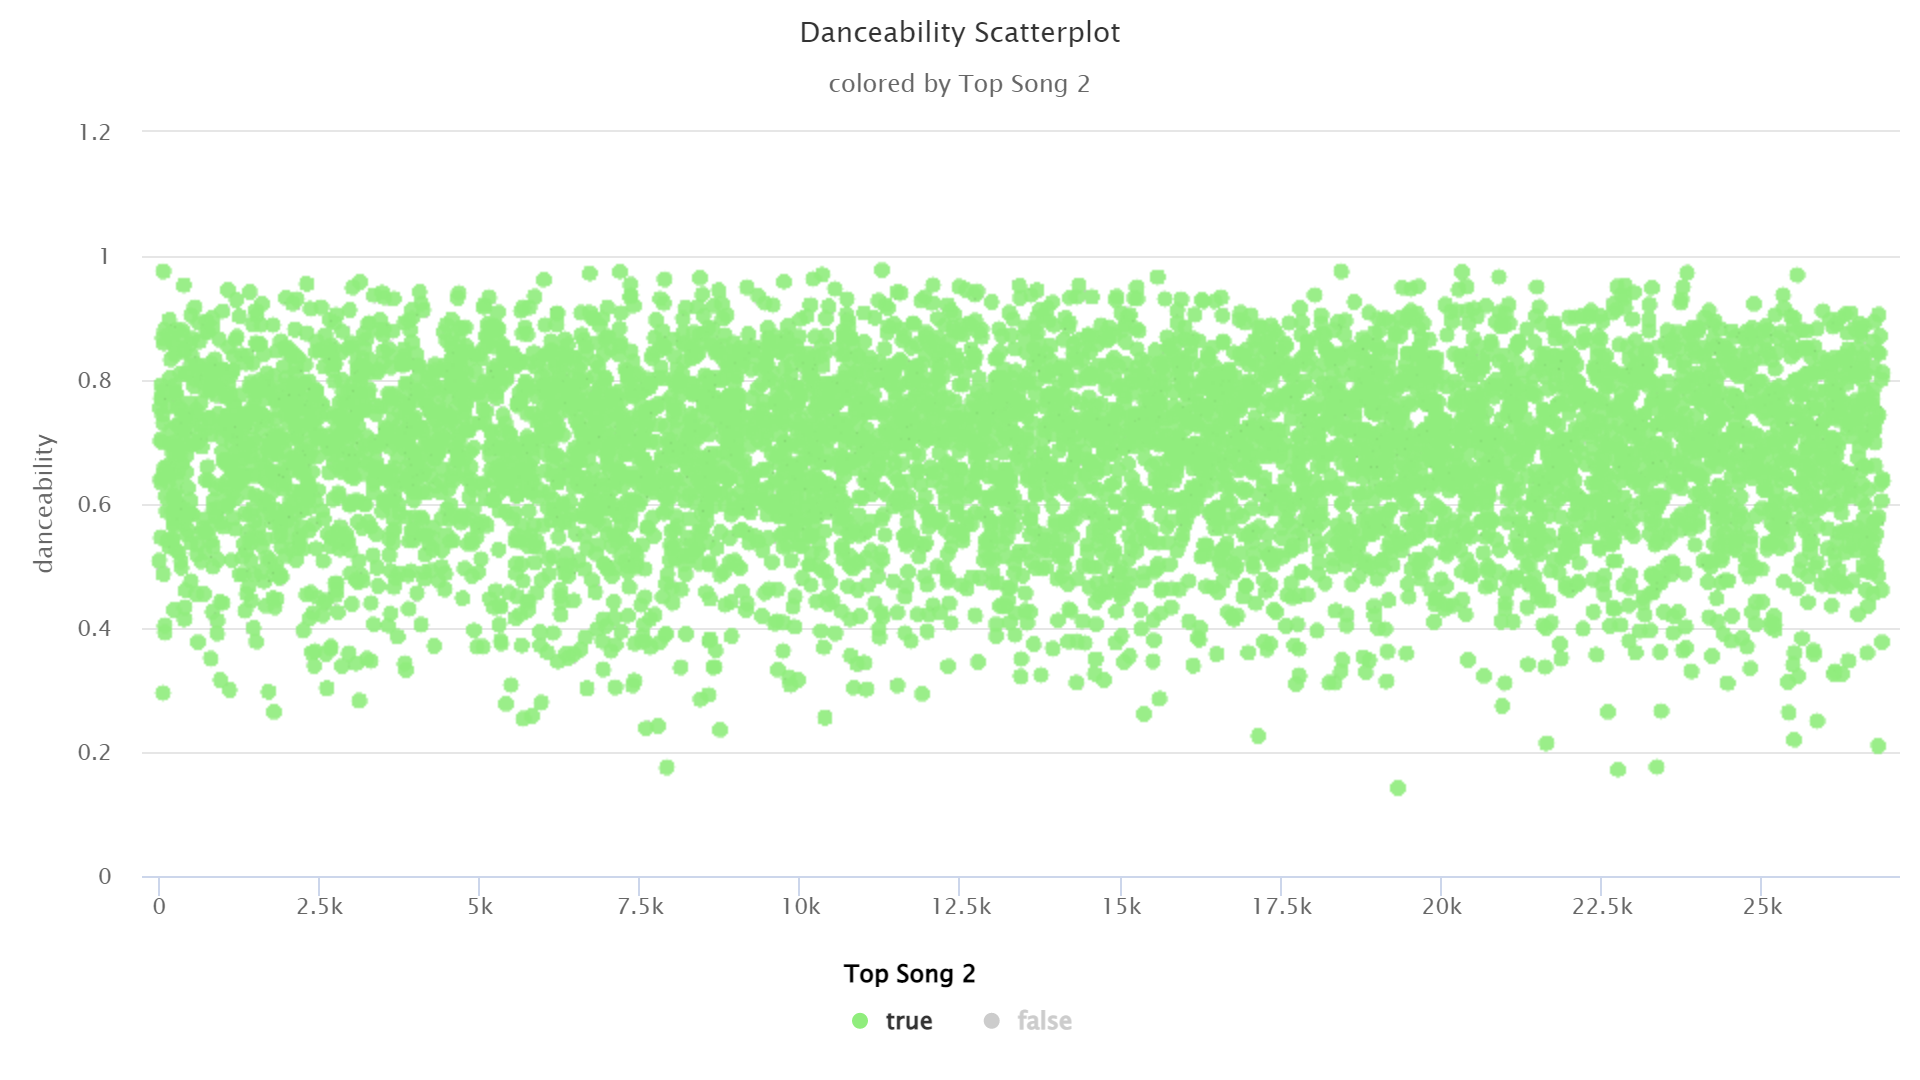 Danceability Scatterplot
colored by Top Song 2
1.2
1
0.8
0.6
0.4
0.2
0
danceability
0 2.5k 5k 7.5k 10k 12.5k 15k 17.5k 20k 22.5k 25k
Top Song 2
true false